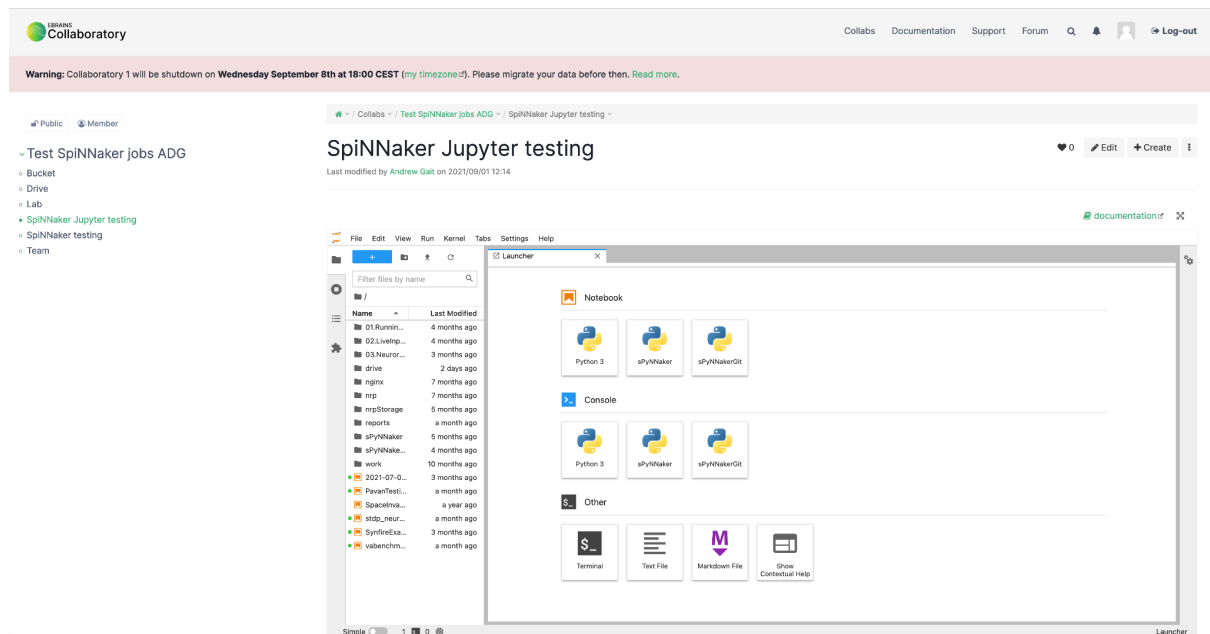 EBRAINS
Collaboratory
Collabs Documentation Support Forum Log-out
Warning: Collaboratory 1 will be shutdown on Wednesday September 8th at 18:00 CEST (my timezone). Please migrate your data before then. Read more.
Public Member
Test SpiNNaker jobs ADG
Bucket
Drive
Lab
SpiNNaker Jupyter testing
SpiNNaker testing
Team
/ Collabs / Test SpiNNaker jobs ADG / SpiNNaker Jupyter testing
SpiNNaker Jupyter testing
0 Edit + Create
Last modified by Andrew Gait on 2021/09/01 12:14
documentation
File Edit View Run Kernel Tabs Settings Help
+
Filter files by name
/
Name Last Modified
01.Runnin... 4 months ago
02.LiveInp... 4 months ago
03.Neuror... 3 months ago
drive 2 days ago
nginx 7 months ago
nrp 7 months ago
nrpStorage 5 months ago
reports a month ago
sPyNNaker 5 months ago
sPyNNake... 4 months ago
work 10 months ago
2021-07-0... 3 months ago
PavanTesti... a month ago
SpaceInva... a year ago
stdp_neur... a month ago
SynfireExa... 3 months ago
vabenchm... a month ago
Launcher ×
Notebook
Python 3 sPyNNaker sPyNNakerGit
>_ Console
Python 3 sPyNNaker sPyNNakerGit
$_ Other
$_ M
Terminal Text File Markdown File Show
Contextual Help
Simple 1 0 Launcher